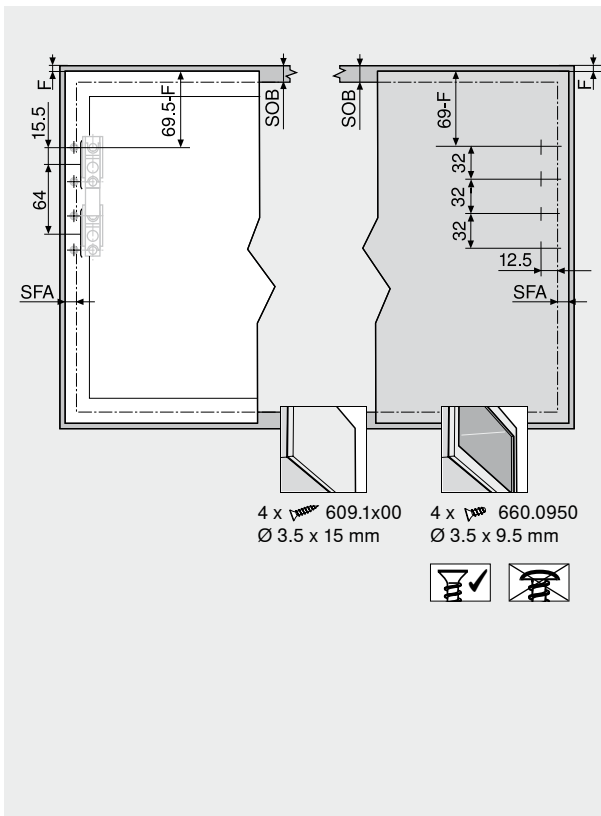 F
15.5
64
SFA
69.5-F
SOB
SOB
69-F
32
32
32
12.5
SFA
F
4 x 609.1x00
Ø 3.5 x 15 mm
4 x 660.0950
Ø 3.5 x 9.5 mm